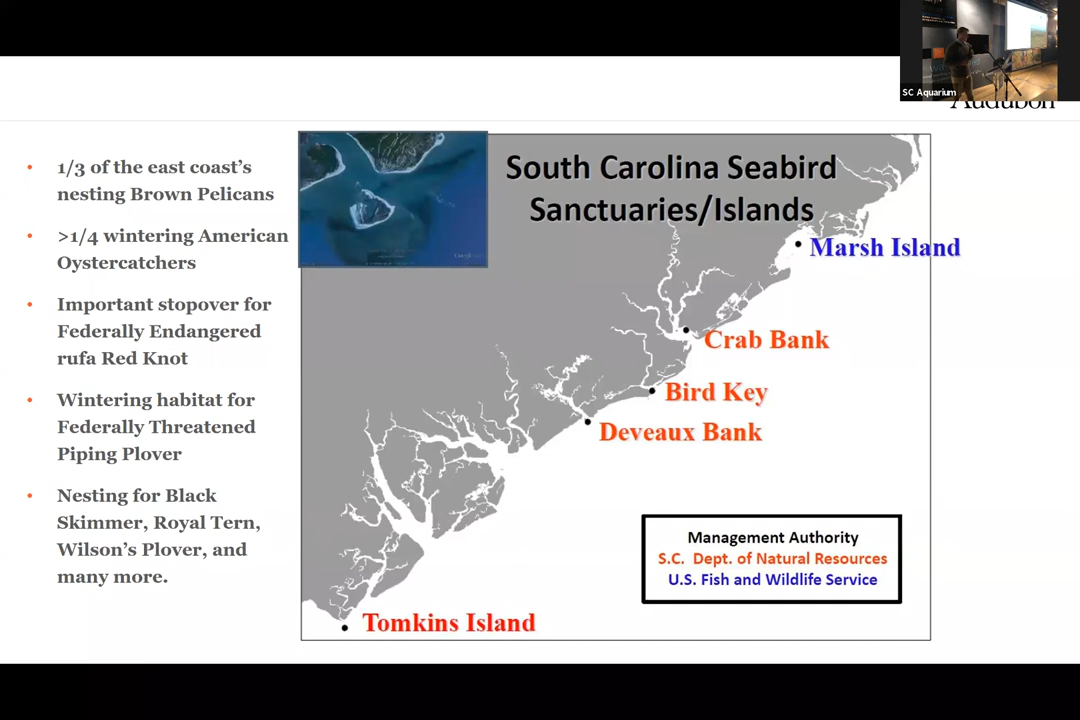 SC Aquarium
Audubon
• 1/3 of the east coast's
nesting Brown Pelicans
• >1/4 wintering American
Oystercatchers
• Important stopover for
Federally Endangered
rufa Red Knot
• Wintering habitat for
Federally Threatened
Piping Plover
• Nesting for Black
Skimmer, Royal Tern,
Wilson's Plover, and
many more.
South Carolina Seabird
Sanctuaries/Islands
Marsh Island
Crab Bank
Bird Key
Deveaux Bank
Management Authority
S.C. Dept. of Natural Resources
U.S. Fish and Wildlife Service
Tomkins Island